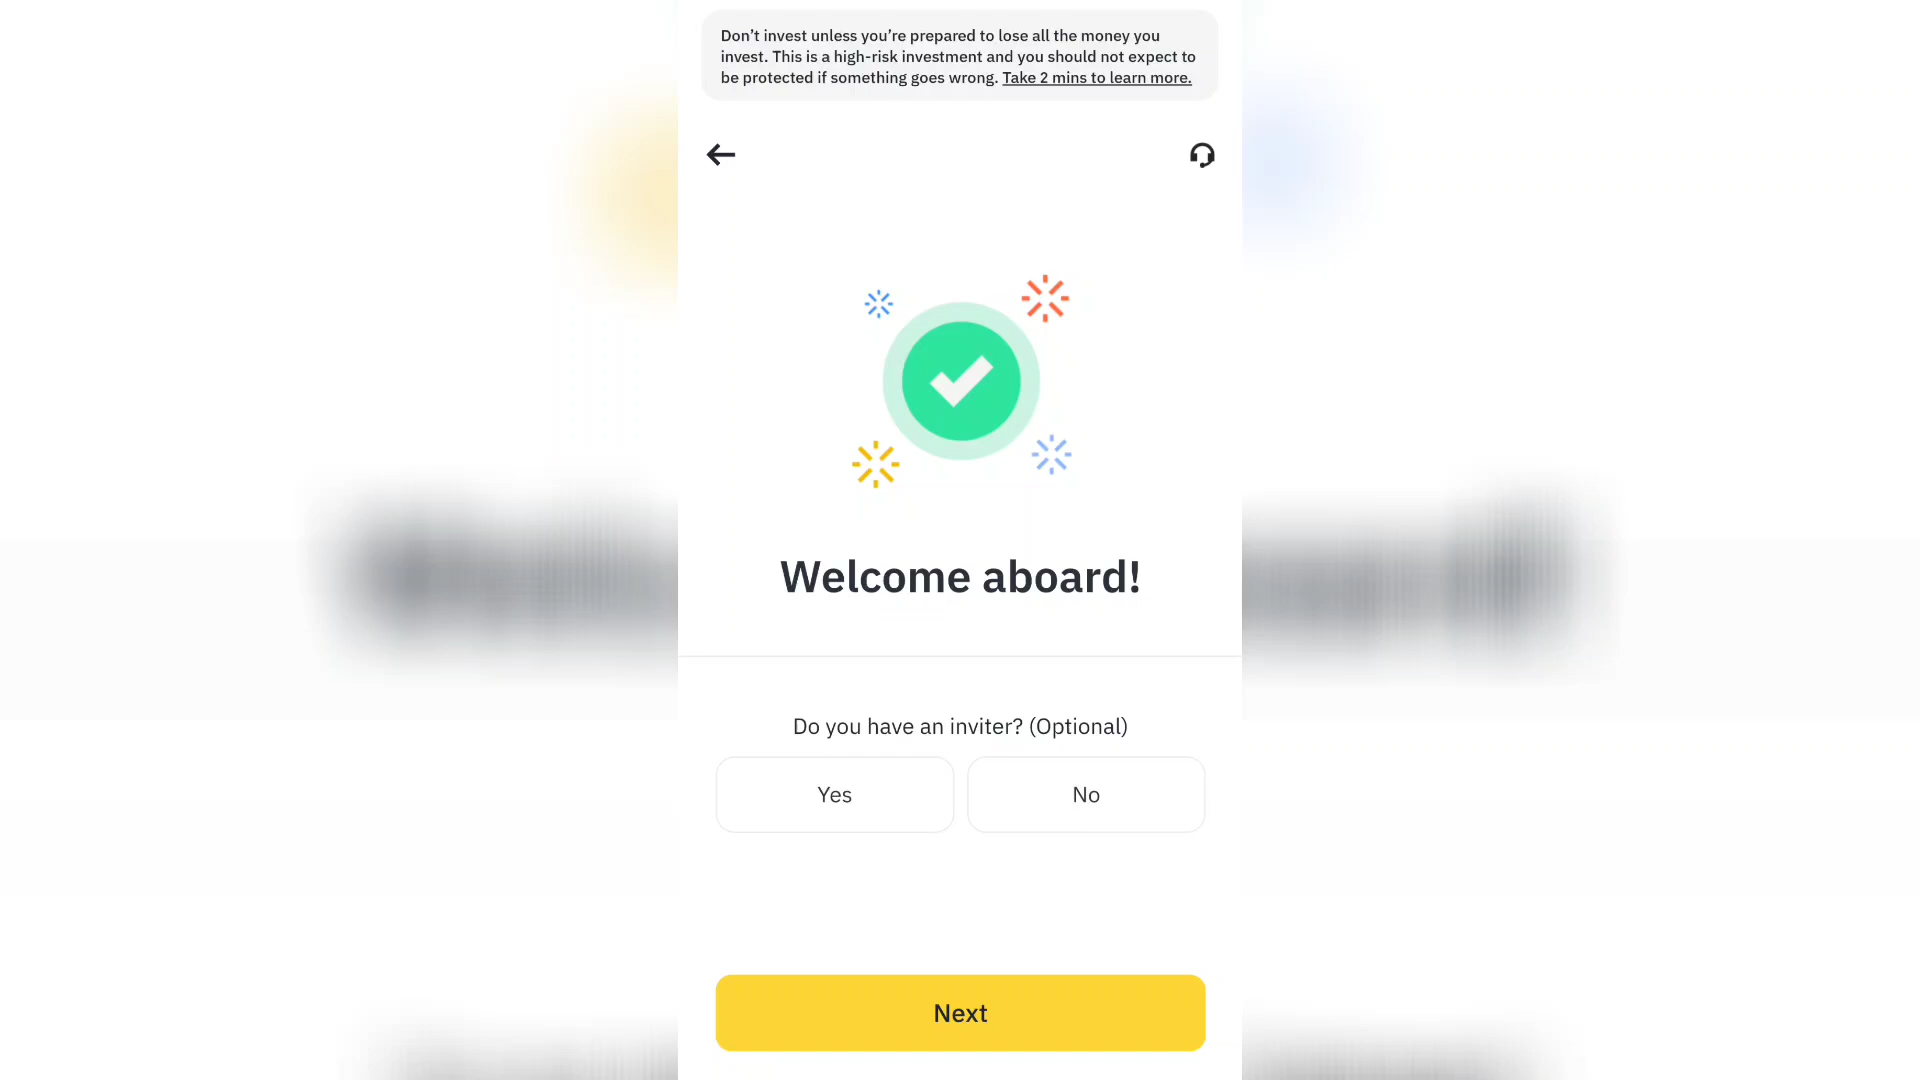 Don’t invest unless you’re prepared to lose all the money you
invest. This is a high-risk investment and you should not expect to
be protected if something goes wrong. Take 2 mins to learn more.
Welcome aboard!
Do you have an inviter? (Optional)
Yes
No
Next